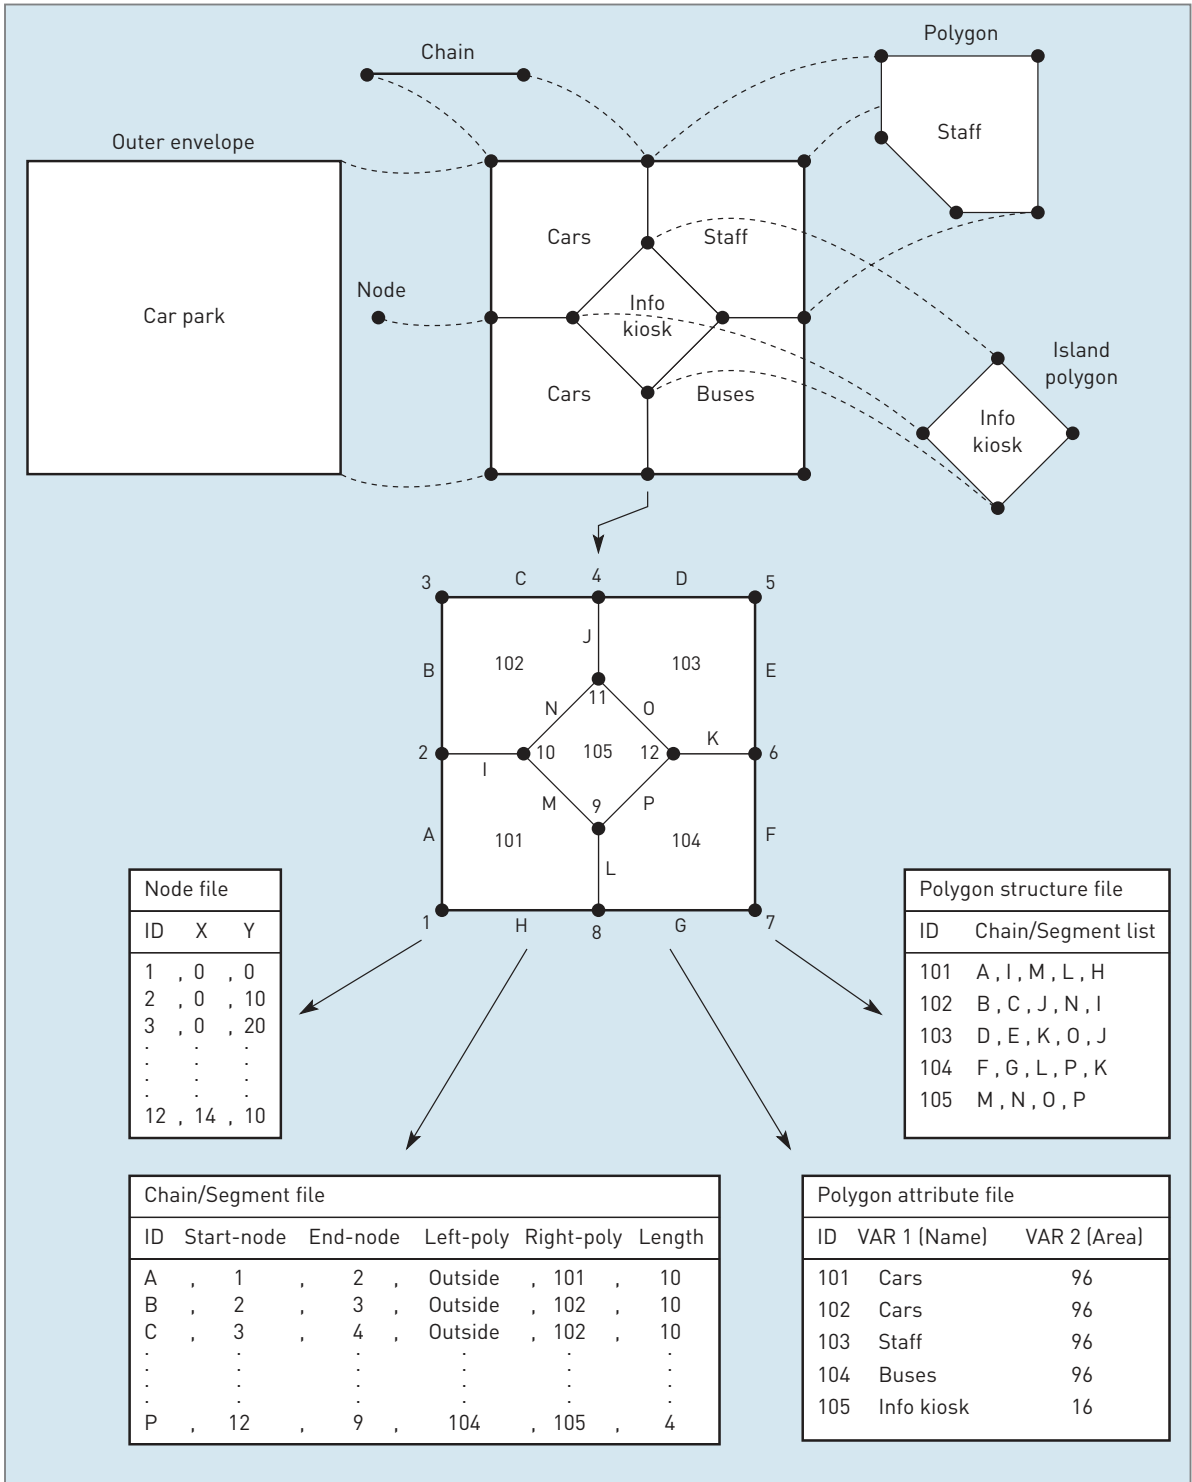 Chain
Polygon
Outer envelope
Staff
Cars
Staff
Node
Car park
Info
kiosk
Island
polygon
Cars
Buses
Info
kiosk
3
C
4
D
5
J
B
102
103
E
11
N
O
K
2
10
105
12
6
I
M
9
P
A
101
104
F
L
1
H
8
G
7
Node file
ID X Y
1 , 0 , 0
2 , 0 , 10
3 , 0 , 20
. . .
. . .
. . .
. . .
12 , 14 , 10
Polygon structure file
ID Chain/Segment list
101 A , I , M , L , H
102 B , C , J , N , I
103 D , E , K , O , J
104 F , G , L , P , K
105 M , N , O , P
Chain/Segment file
ID Start-node End-node Left-poly Right-poly Length
A , 1 , 2 , Outside , 101 , 10
B , 2 , 3 , Outside , 102 , 10
C , 3 , 4 , Outside , 102 , 10
. . . . . .
. . . . . .
. . . . . .
. . . . . .
P , 12 , 9 , 104 , 105 , 4
Polygon attribute file
ID VAR 1 (Name) VAR 2 (Area)
101 Cars 96
102 Cars 96
103 Staff 96
104 Buses 96
105 Info kiosk 16